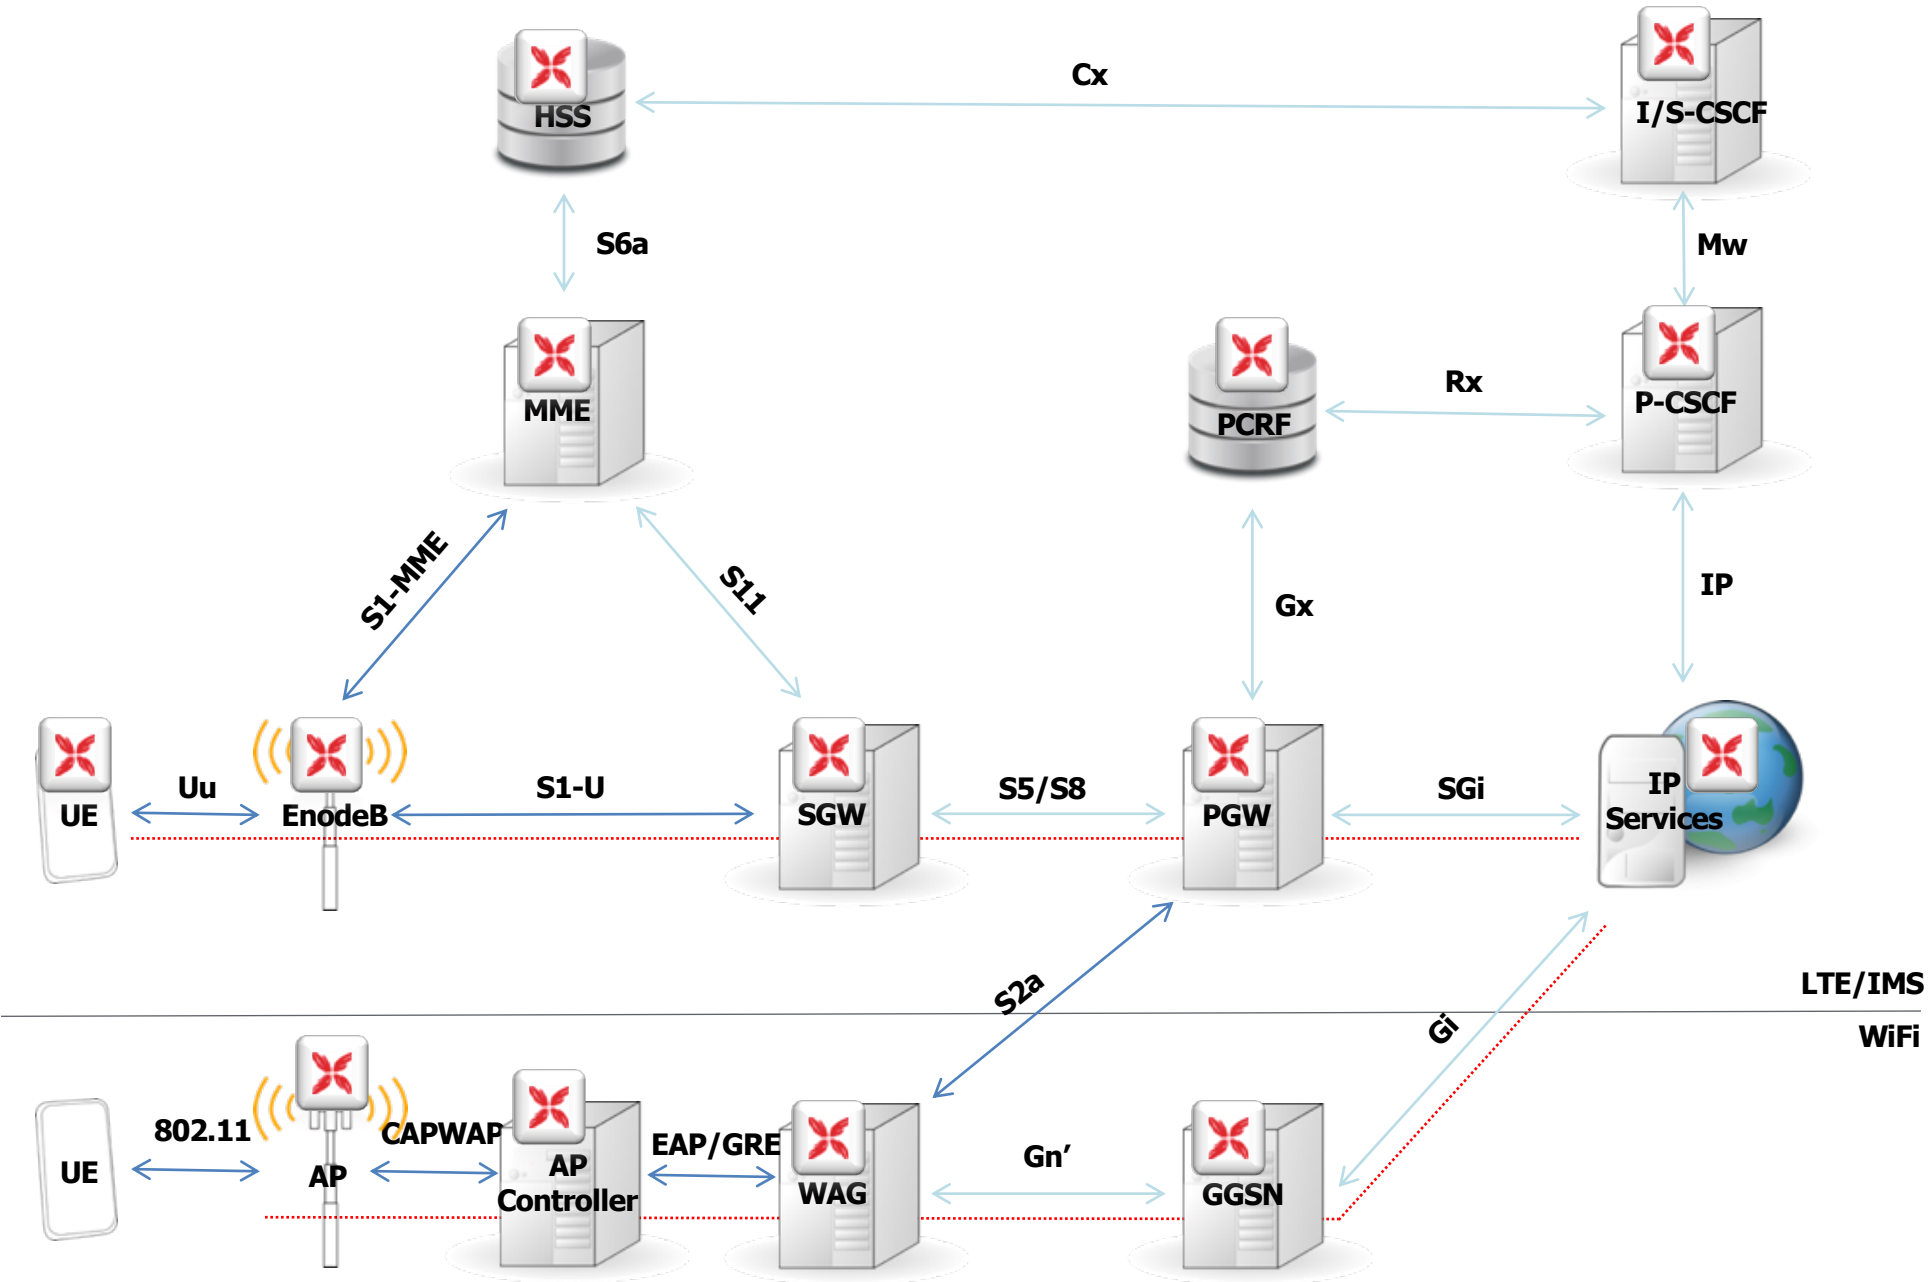 Cx
HSS
I/S-CSCF
S6a
Mw
MME
PCRF
Rx
P-CSCF
S1-MME
S11
Gx
IP
UE
Uu
EnodeB
S1-U
SGW
S5/S8
PGW
SGi
IP
Services
S2a
LTE/IMS
Gi
WiFi
UE
802.11
AP
CAPWAP
AP
Controller
EAP/GRE
WAG
Gn’
GGSN